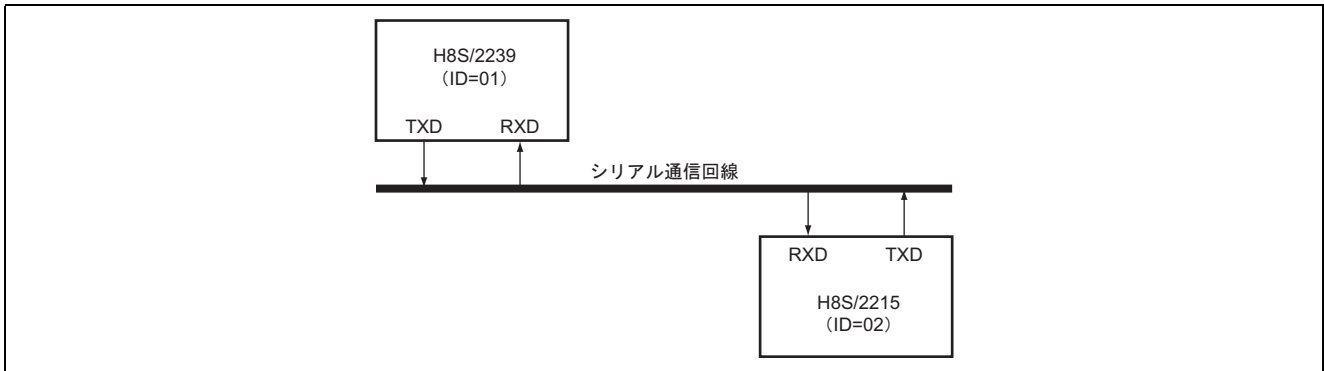 H8S/2239
（ID=01）
TXD RXD
シリアル通信回線
RXD TXD
H8S/2215
（ID=02）